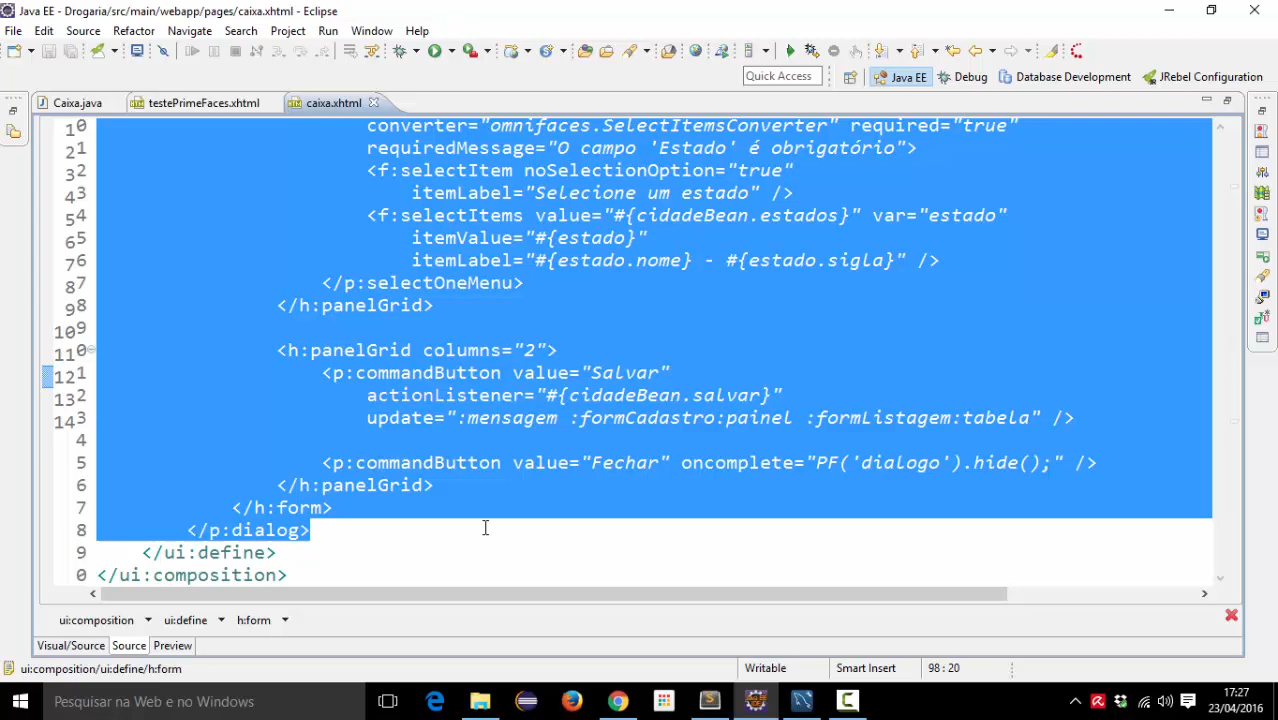 Java EE - Drogaria/src/main/webapp/pages/caixa.xhtml - Eclipse
File Edit Source Refactor Navigate Search Project Run Window Help
Quick Access Java EE Debug Database Development JRebel Configuration
Caixa.java testePrimeFaces.xhtml caixa.xhtml
converter="omnifaces.SelectItemsConverter" required="true"
requiredMessage="O campo 'Estado' é obrigatório">
<f:selectItem noSelectionOption="true"
itemLabel="Selecione um estado" />
<f:selectItems value="#{cidadeBean.estados}" var="estado"
itemValue="#{estado}"
itemLabel="#{estado.nome} - #{estado.sigla}" />
</p:selectOneMenu>
</h:panelGrid>
<h:panelGrid columns="2">
<p:commandButton value="Salvar"
actionListener="#{cidadeBean.salvar}"
update=":mensagem :formCadastro:painel :formListagem:tabela" />
<p:commandButton value="Fechar" oncomplete="PF('dialogo').hide();" />
</h:panelGrid>
</h:form>
</p:dialog>
</ui:define>
</ui:composition>
ui:composition ui:define h:form
Visual/Source Source Preview
ui:composition/ui:define/h:form Writable Smart Insert 98 : 20
Pesquisar na Web e no Windows 17:27
23/04/2016